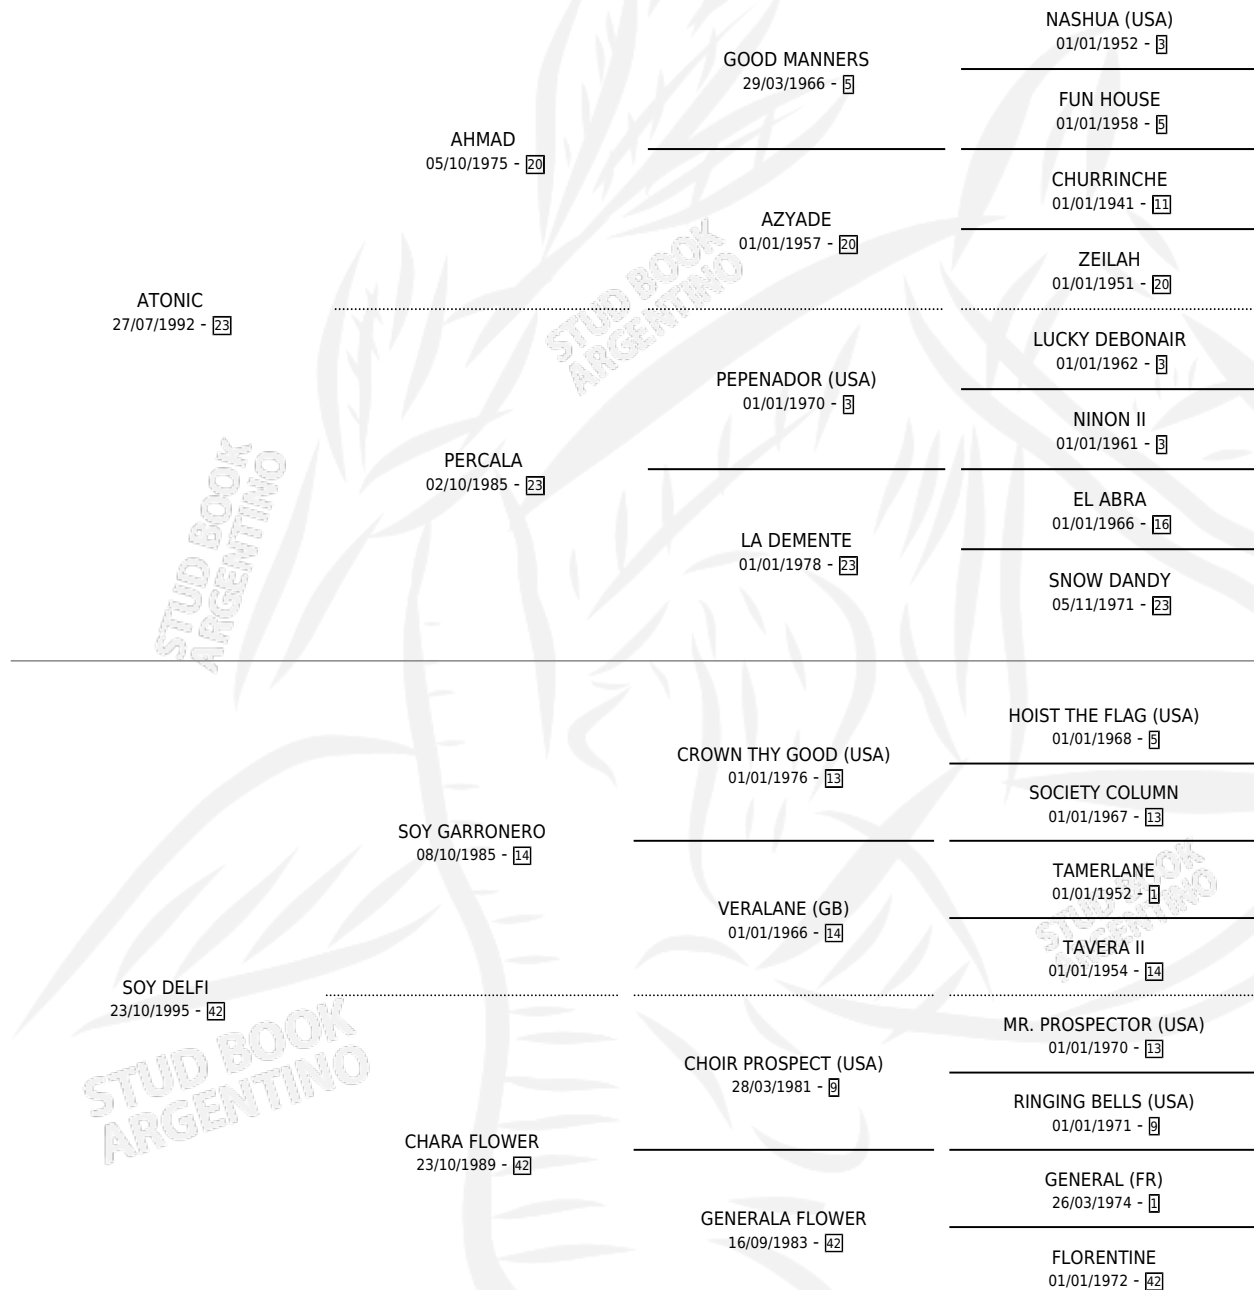 NASHUA (USA)
01/01/1952 - 3
GOOD MANNERS
29/03/1966 - 5
FUN HOUSE
01/01/1958 - 5
AHMAD
05/10/1975 - 20
CHURRINCHE
01/01/1941 - 11
AZYADE
01/01/1957 - 20
ZEILAH
01/01/1951 - 20
ATONIC
27/07/1992 - 23
STUD BOOK
ARGENTINO
LUCKY DEBONAIR
01/01/1962 - 3
PEPENADOR (USA)
01/01/1970 - 3
NINON II
01/01/1961 - 3
PERCALA
02/10/1985 - 23
EL ABRA
01/01/1966 - 16
LA DEMENTE
01/01/1978 - 23
SNOW DANDY
05/11/1971 - 23
STUD BOOK
ARGENTINO
HOIST THE FLAG (USA)
01/01/1968 - 5
CROWN THY GOOD (USA)
01/01/1976 - 13
SOCIETY COLUMN
01/01/1967 - 13
SOY GARRONERO
08/10/1985 - 14
TAMERLANE
01/01/1952 - 1
VERALANE (GB)
01/01/1966 - 14
STUD BOOK
ARGENTINO
TAVERA II
01/01/1954 - 14
SOY DELFI
23/10/1995 - 42
MR. PROSPECTOR (USA)
01/01/1970 - 13
CHOIR PROSPECT (USA)
28/03/1981 - 9
RINGING BELLS (USA)
01/01/1971 - 9
STUD BOOK
ARGENTINO
CHARA FLOWER
23/10/1989 - 42
GENERAL (FR)
26/03/1974 - 1
GENERALA FLOWER
16/09/1983 - 42
FLORENTINE
01/01/1972 - 42